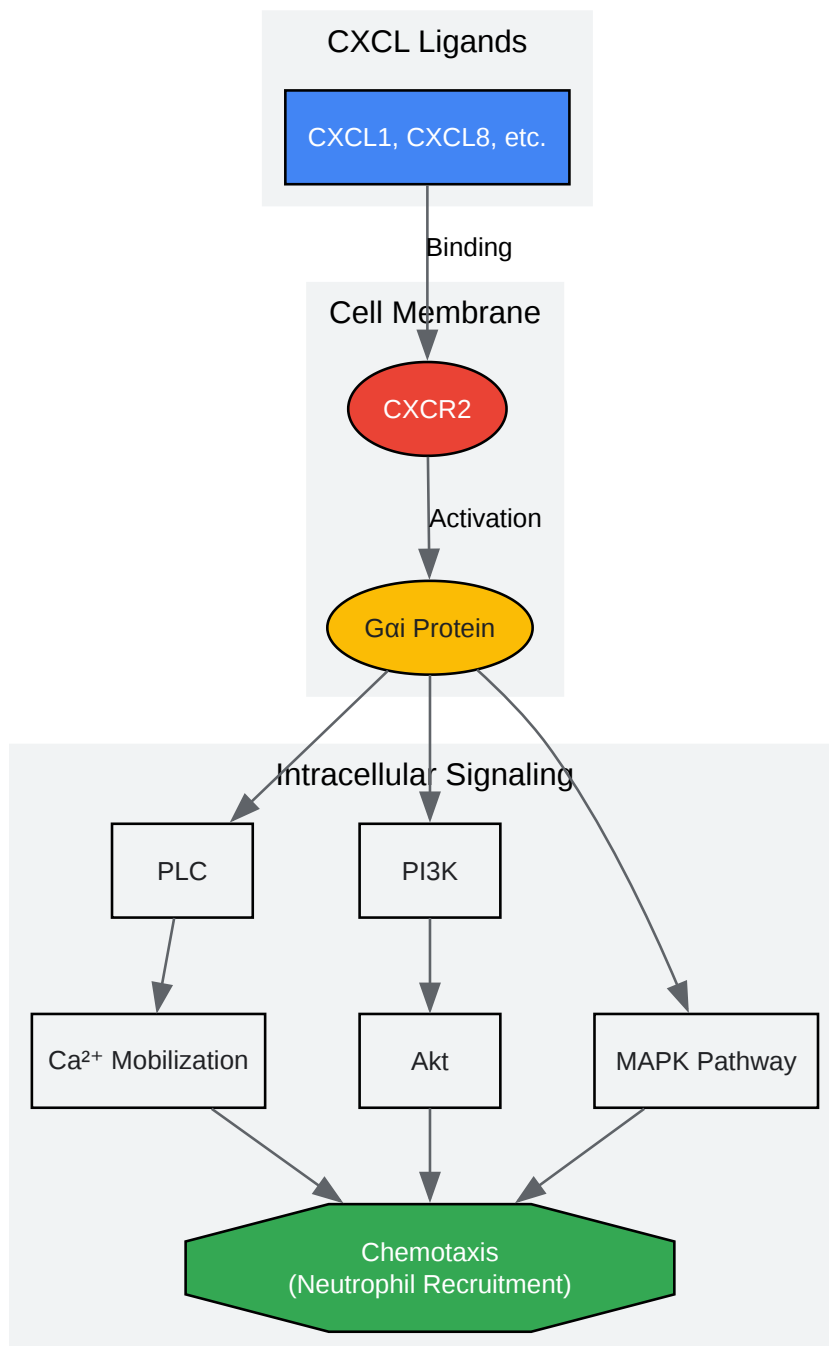 CXCL Ligands
CXCL1, CXCL8, etc.
Binding
Cell Membrane
CXCR2
Activation
Gαi Protein
Intracellular Signaling
PLC
PI3K
Ca²⁺ Mobilization
Akt
MAPK Pathway
Chemotaxis
(Neutrophil Recruitment)